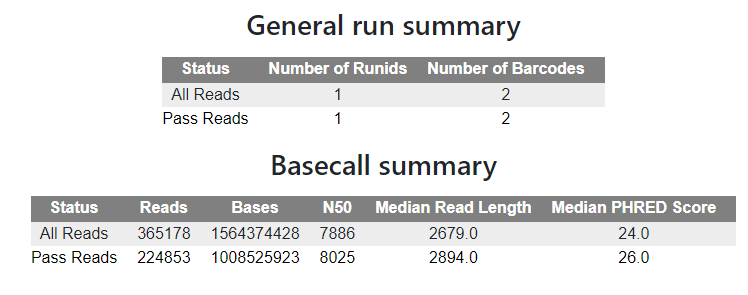 General run summary
Status Number of Runids Number of Barcodes
All Reads 1 2
Pass Reads 1 2
Basecall summary
Status Reads Bases N50 Median Read Length Median PHRED Score
All Reads 365178 1564374428 7886 2679.0 24.0
Pass Reads 224853 1008525923 8025 2894.0 26.0